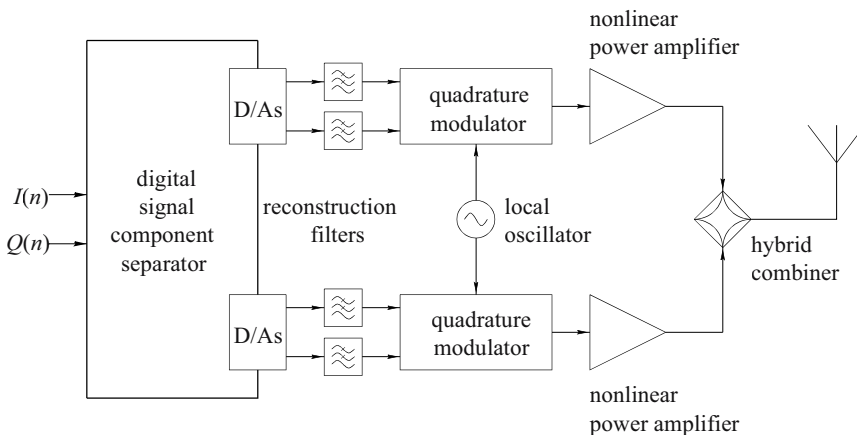 nonlinear
power amplifier
D/As
quadrature
modulator
I(n)
Q(n)
digital
signal
component
separator
reconstruction
filters
local
oscillator
hybrid
combiner
D/As
quadrature
modulator
nonlinear
power amplifier